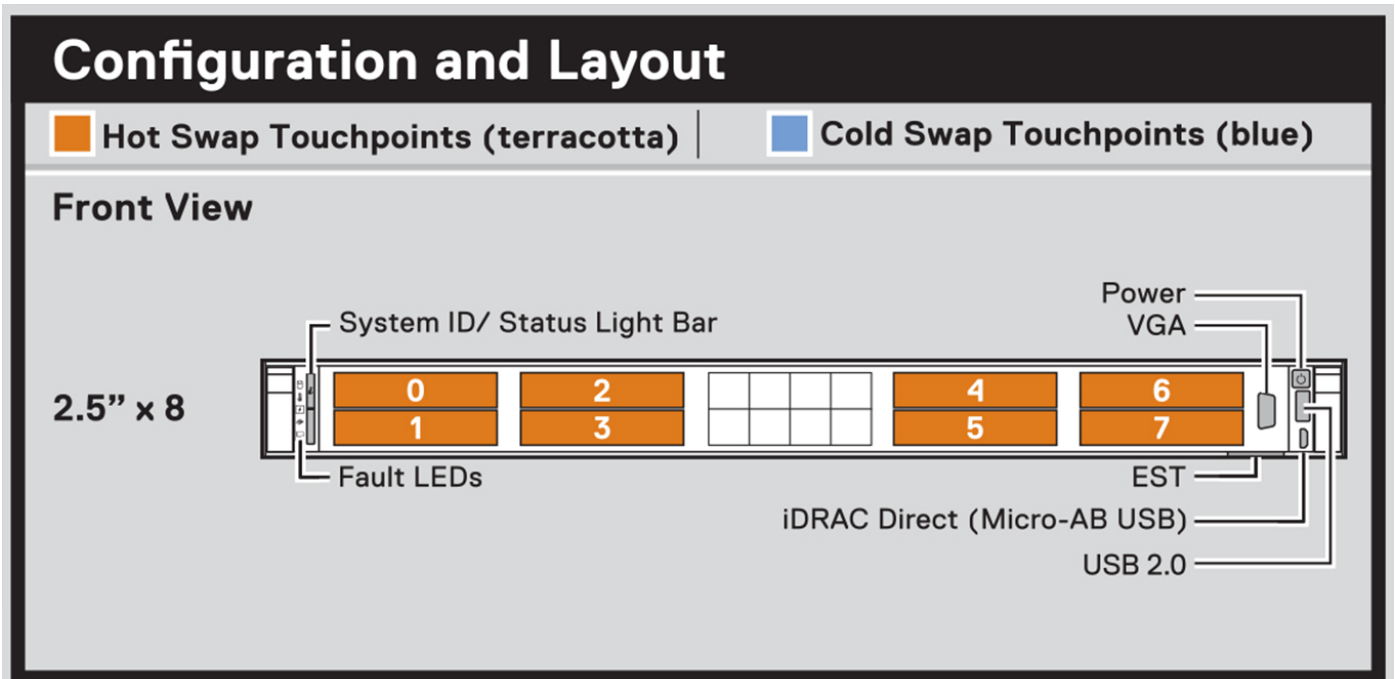 Configuration and Layout
Hot Swap Touchpoints (terracotta)
Cold Swap Touchpoints (blue)
Front View
Power
System ID/ Status Light Bar
VGA
2.5” x 8
0
2
4
6
1
3
5
7
Fault LEDs
EST
iDRAC Direct (Micro-AB USB)
USB 2.0